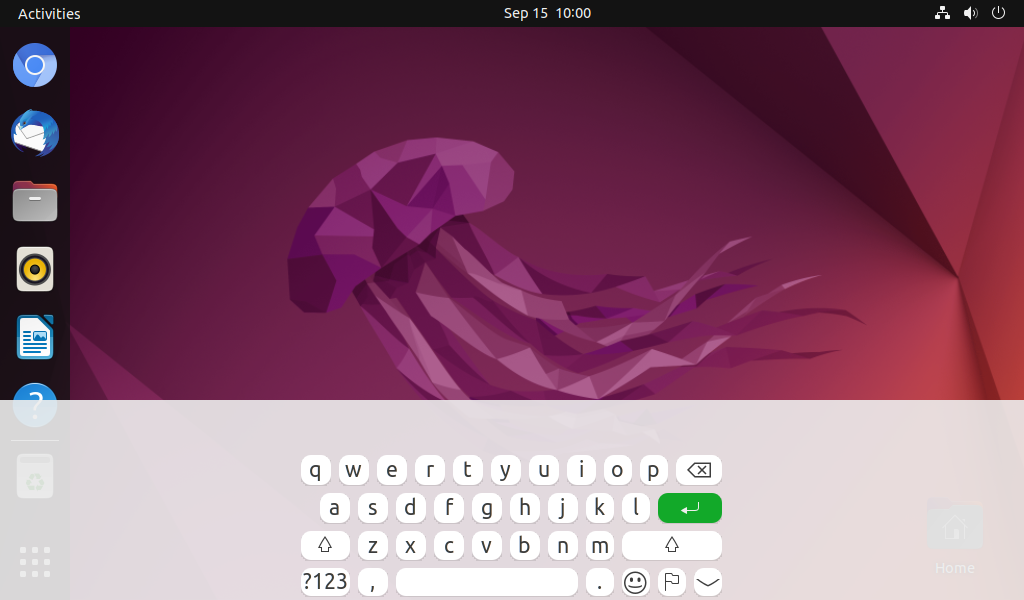 Activities
Sep 15 10:00
?
q w e r t y u i o p
a s d f g h j k l
z x c v b n m
?123 , .
Home